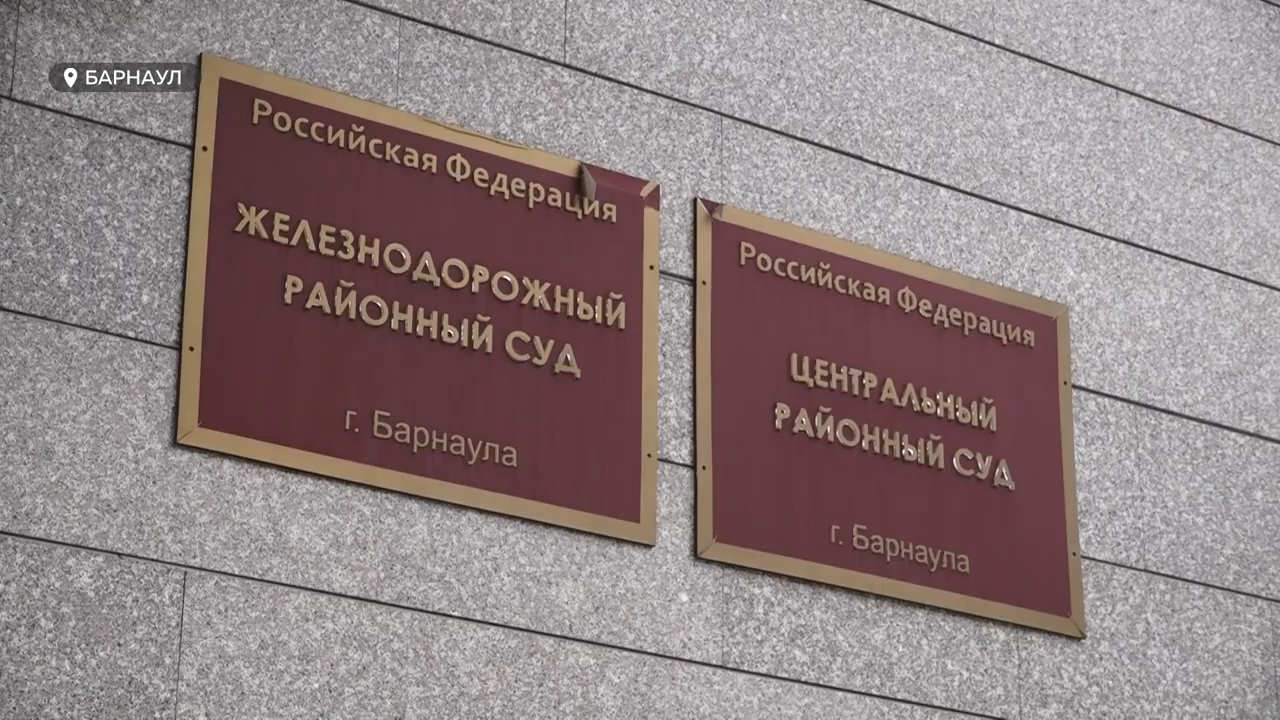 БАРНАУЛ
Российская Федерация
ЖЕЛЕЗНОДОРОЖНЫЙ
РАЙОННЫЙ СУД
г. Барнаула
Российская Федерация
ЦЕНТРАЛЬНЫЙ
РАЙОННЫЙ СУД
г. Барнаула